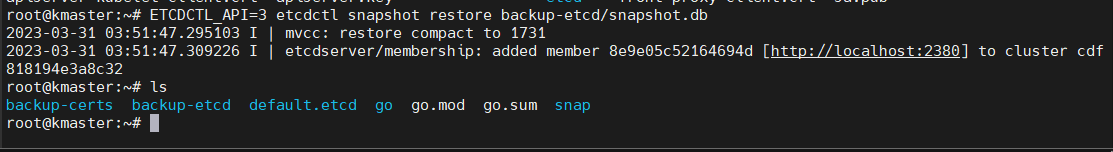 root@kmaster:~# ETCDCTL_API=3 etcdctl snapshot restore backup-etcd/snapshot.db
2023-03-31 03:51:47.295103 I | mvcc: restore compact to 1731
2023-03-31 03:51:47.309226 I | etcdserver/membership: added member 8e9e05c52164694d [http://localhost:2380] to cluster cdf
818194e3a8c32
root@kmaster:~# ls
backup-certs backup-etcd default.etcd go go.mod go.sum snap
root@kmaster:~#